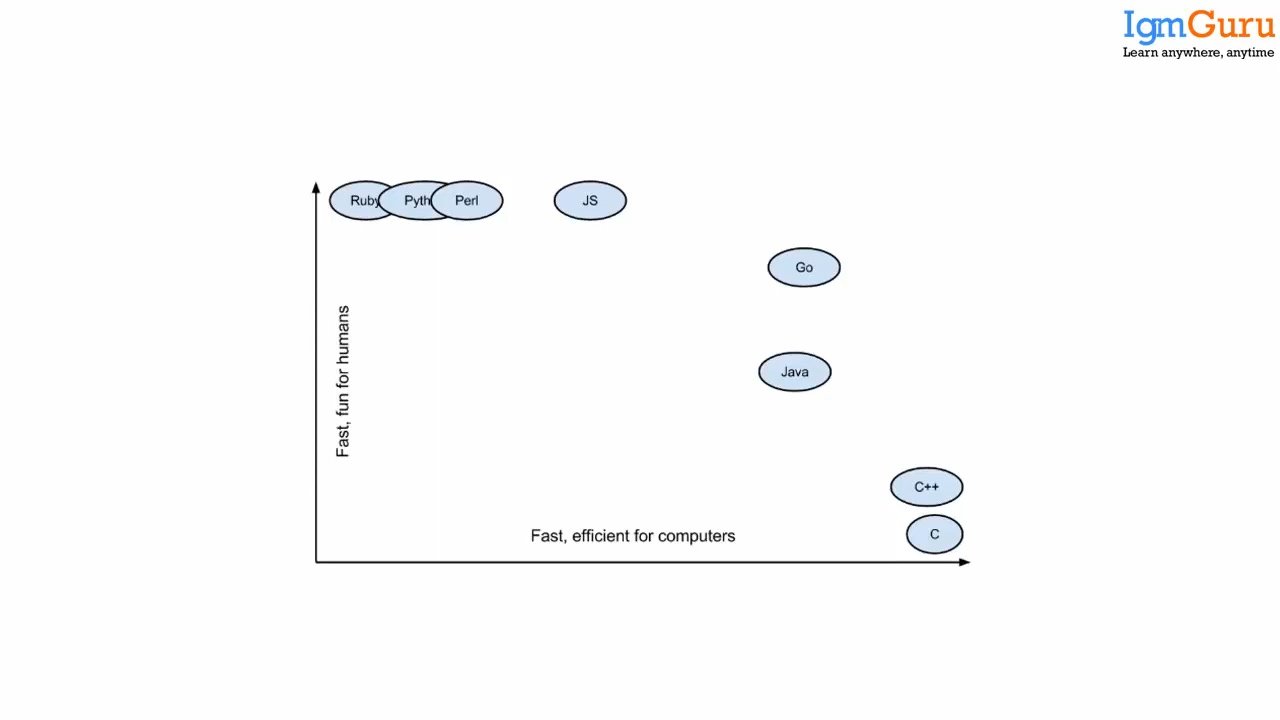 IgmGuru
Learn anywhere, anytime
Ruby
Pyth
Perl
JS
Go
Java
C++
C
Fast, fun for humans
Fast, efficient for computers